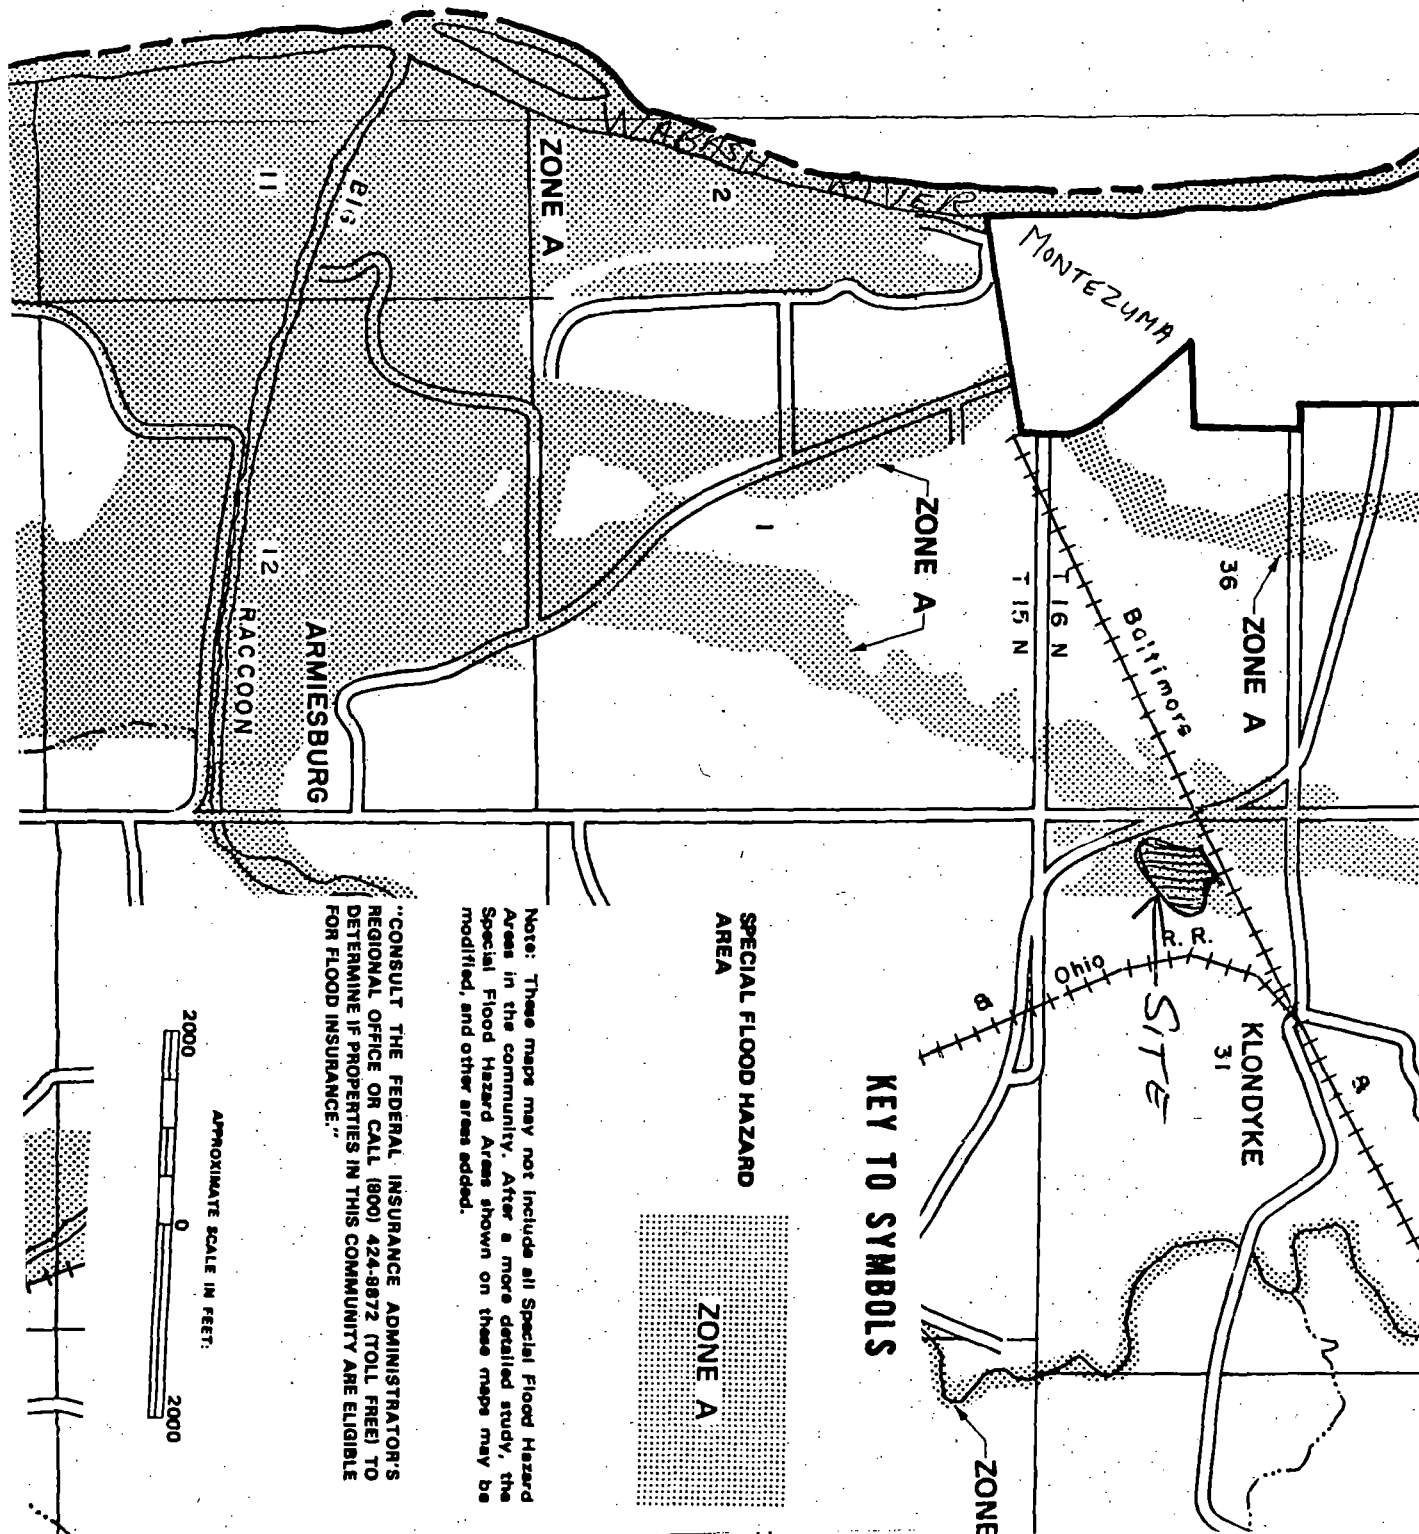 WABASH RIVER
MONTEZUMA
ZONE A
2
11
BIG
ZONE A
1
36
ZONE A
T 16 N
T 15 N
Baltimore
12
RACCOON
ARMIESBURG
R. R.
Ohio
&
SITE
KLONDYKE
31
&
ZONE
KEY TO SYMBOLS
SPECIAL FLOOD HAZARD
AREA
ZONE A
Note: These maps may not include all Special Flood Hazard
Areas in the community. After a more detailed study, the
Special Flood Hazard Areas shown on these maps may be
modified, and other areas added.
"CONSULT THE FEDERAL INSURANCE ADMINISTRATOR'S
REGIONAL OFFICE OR CALL (800) 424-8872 (TOLL FREE) TO
DETERMINE IF PROPERTIES IN THIS COMMUNITY ARE ELIGIBLE
FOR FLOOD INSURANCE."
APPROXIMATE SCALE IN FEET:
2000
0
2000